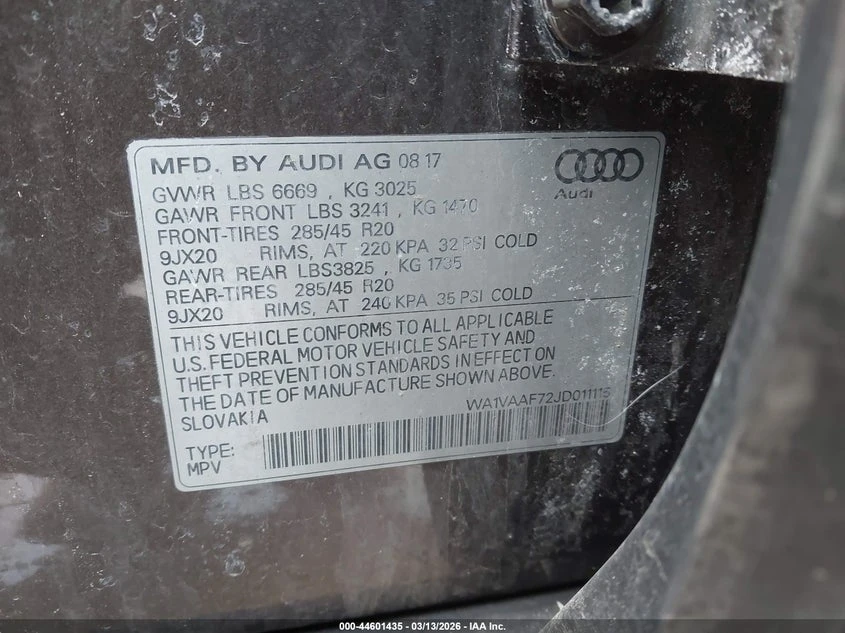 MFD. BY AUDI AG 08 17
Audi
GVWR LBS 6669 , KG 3025
GAWR FRONT LBS 3241 , KG 1470
FRONT-TIRES 285/45 R20
9JX20 RIMS, AT 220 KPA 32 PSI COLD
GAWR REAR LBS3825 , KG 1735
REAR-TIRES 285/45 R20
9JX20 RIMS, AT 240 KPA 35 PSI COLD
THIS VEHICLE CONFORMS TO ALL APPLICABLE
U.S. FEDERAL MOTOR VEHICLE SAFETY AND
THEFT PREVENTION STANDARDS IN EFFECT ON
THE DATE OF MANUFACTURE SHOWN ABOVE.
SLOVAKIA
WA1VAAF72JD011115
TYPE:
MPV
000-44601435 - 03/13/2026 - IAA Inc.